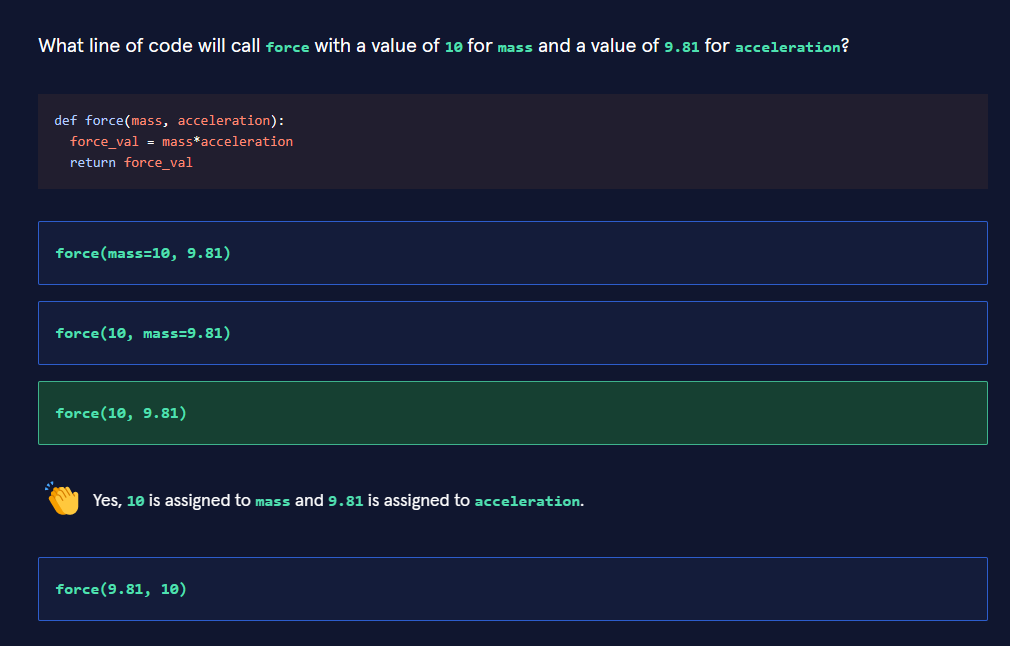 What line of code will call force with a value of 10 for mass and a value of 9.81 for acceleration?
def force(mass, acceleration):
  force_val = mass*acceleration
  return force_val
force(mass=10, 9.81)
force(10, mass=9.81)
force(10, 9.81)
Yes, 10 is assigned to mass and 9.81 is assigned to acceleration.
force(9.81, 10)